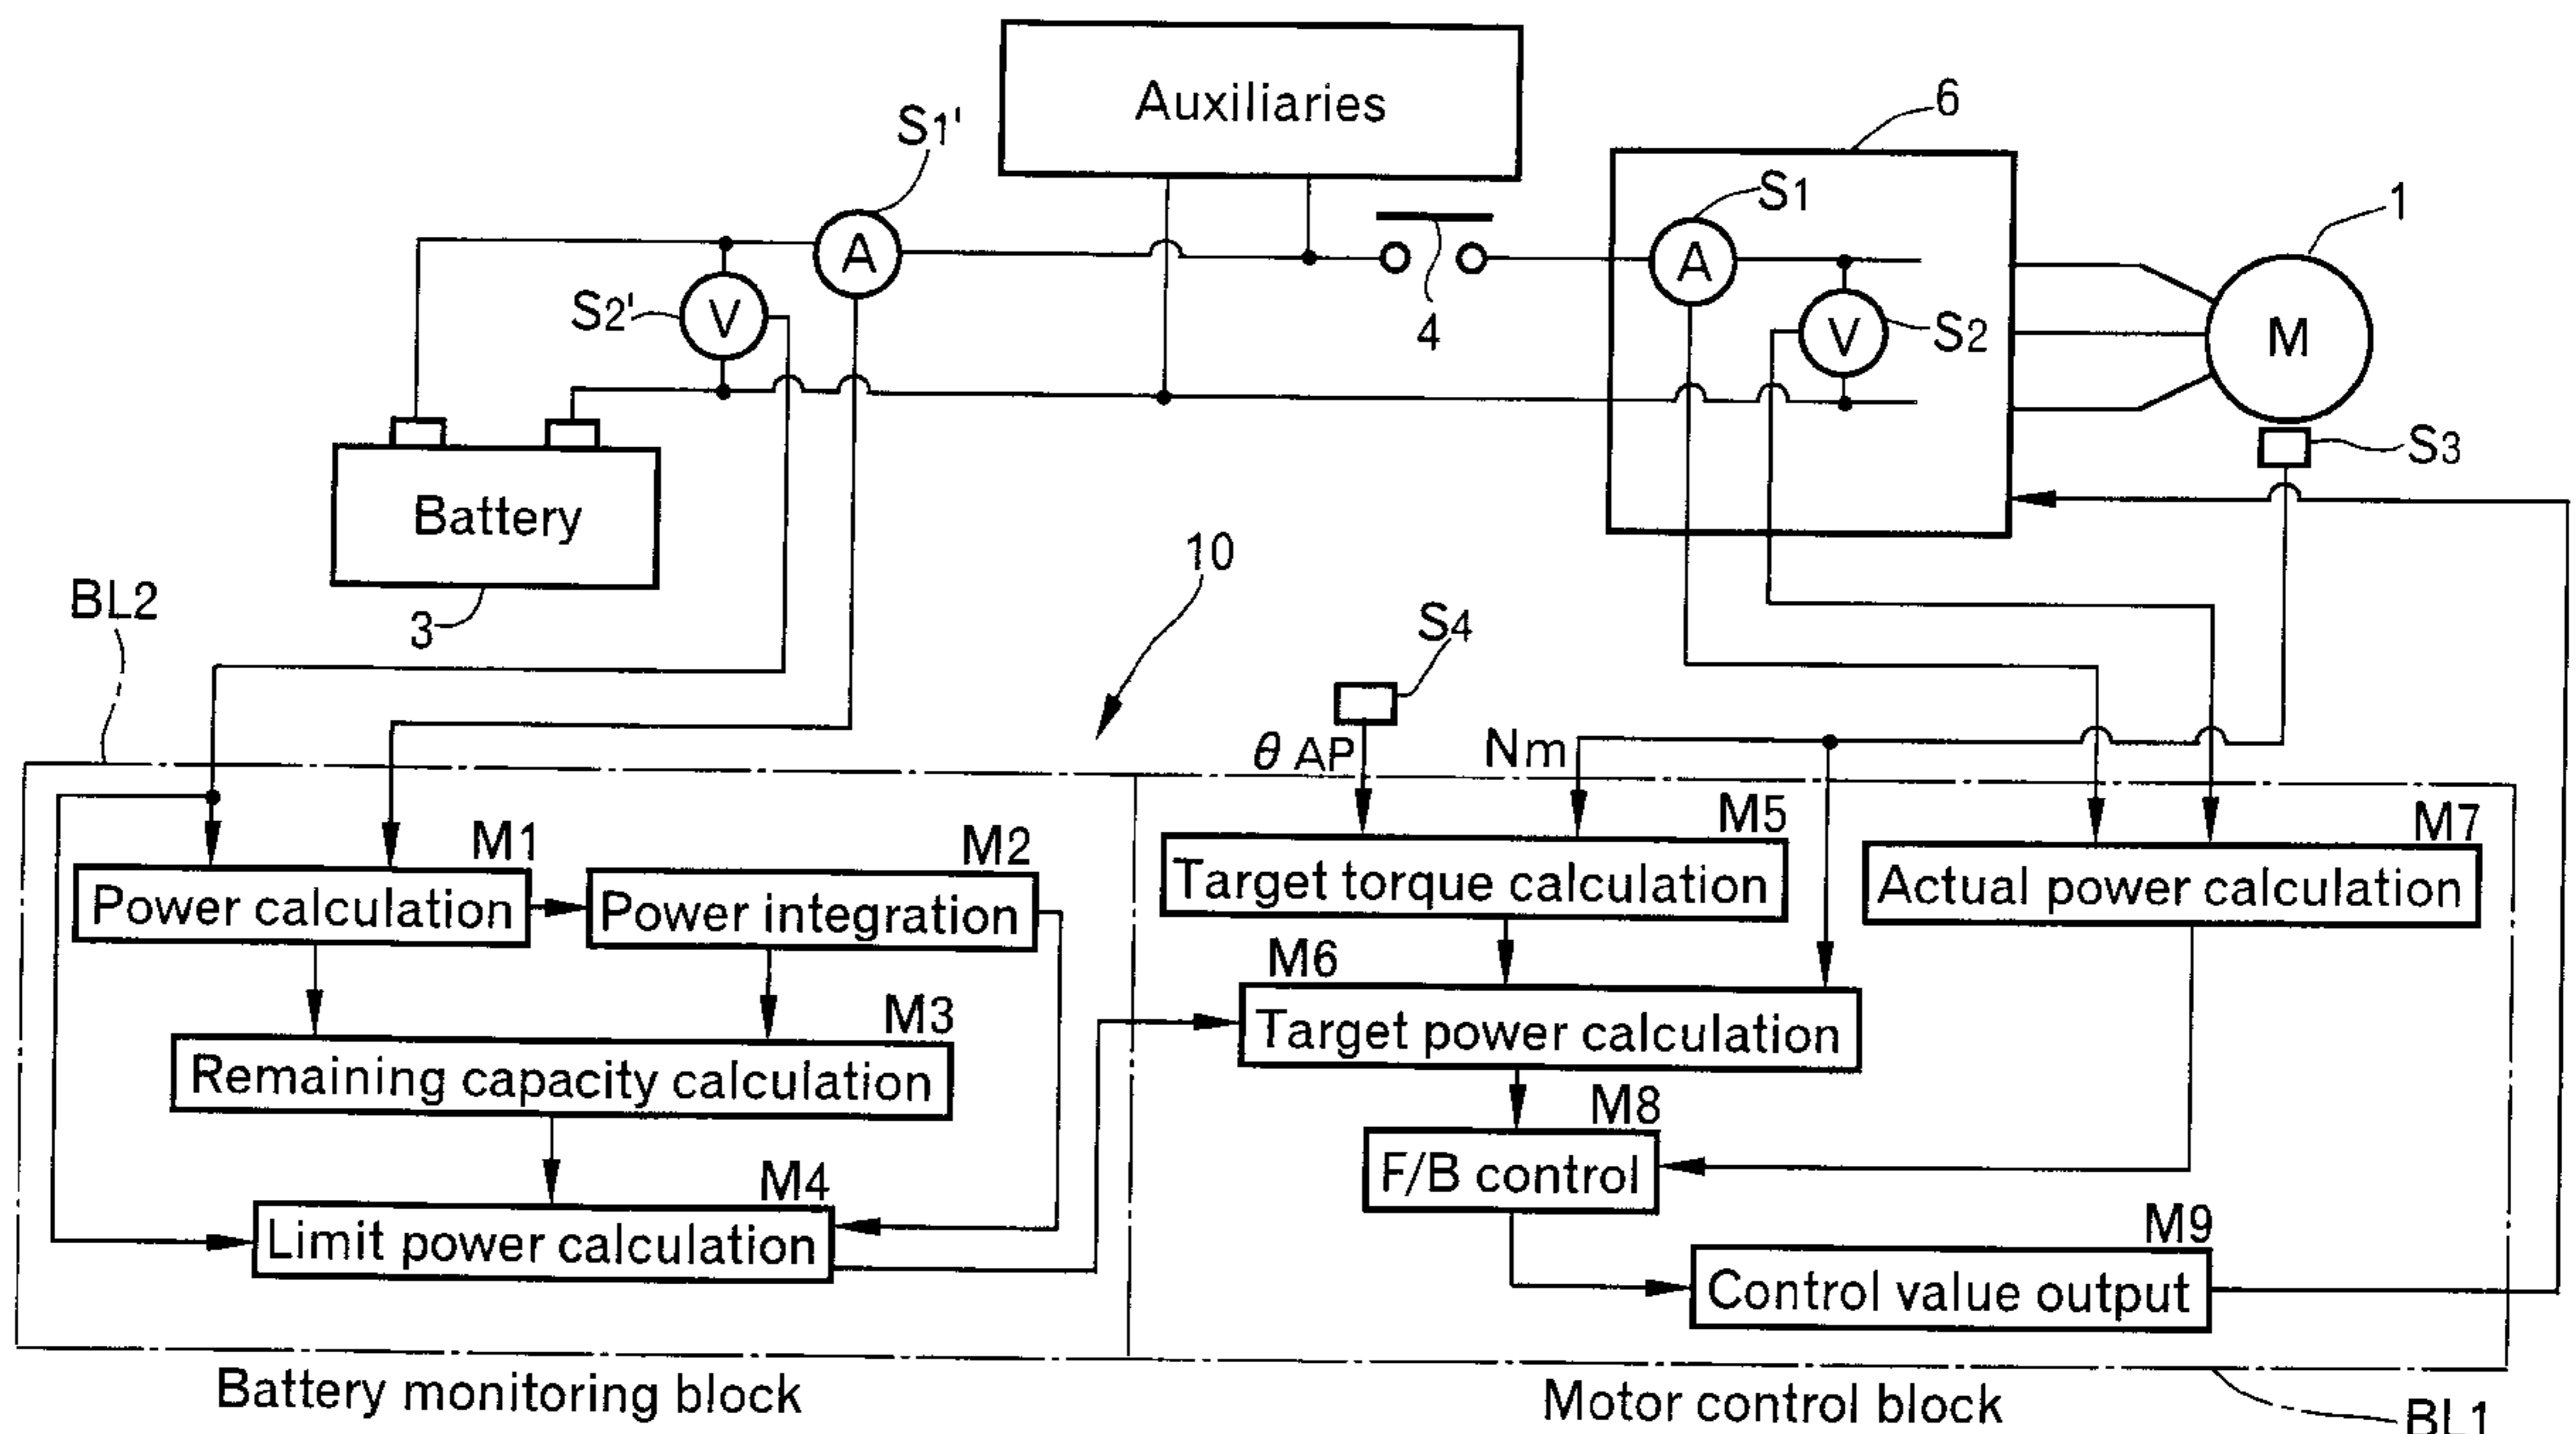 Auxiliaries
6
S1'
S1
1
A
A
S2'
V
4
V
S2
M
S3
Battery
10
BL2
3
S4
θ AP
Nm
M5
M7
M1
M2
Target torque calculation
Actual power calculation
Power calculation
Power integration
M6
M3
Target power calculation
Remaining capacity calculation
M8
M4
F/B control
M9
Limit power calculation
Control value output
Battery monitoring block
Motor control block
BL1